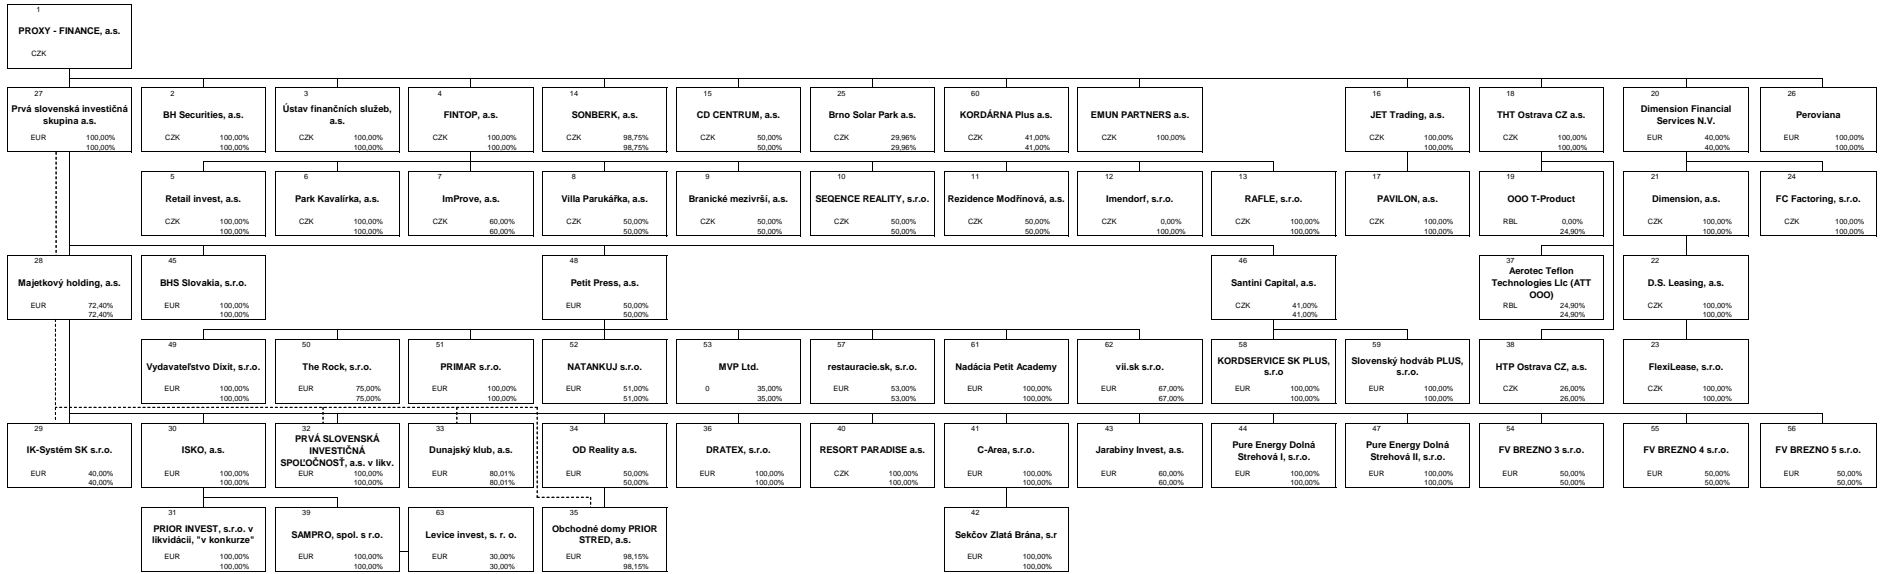 1
PROXY - FINANCE, a.s.
CZK
27
Prvá slovenská investičná
skupina a.s.
EUR 100,00%
100,00%
2
BH Securities, a.s.
CZK 100,00%
100,00%
3
Ústav finančních služeb,
a.s.
CZK 100,00%
100,00%
4
FINTOP, a.s.
CZK 100,00%
100,00%
14
SONBERK, a.s.
CZK 98,75%
98,75%
15
CD CENTRUM, a.s.
CZK 50,00%
50,00%
25
Brno Solar Park a.s.
CZK 29,96%
29,96%
60
KORDÁRNA Plus a.s.
CZK 41,00%
41,00%
EMUN PARTNERS a.s.
CZK 100,00%
16
JET Trading, a.s.
CZK 100,00%
100,00%
18
THT Ostrava CZ a.s.
CZK 100,00%
100,00%
20
Dimension Financial
Services N.V.
EUR 40,00%
40,00%
26
Peroviana
EUR 100,00%
100,00%
5
Retail invest, a.s.
CZK 100,00%
100,00%
6
Park Kavalírka, a.s.
CZK 100,00%
100,00%
7
ImProve, a.s.
CZK 60,00%
60,00%
8
Villa Parukářka, a.s.
CZK 50,00%
50,00%
9
Branické mezivrší, a.s.
CZK 50,00%
50,00%
10
SEQENCE REALITY, s.r.o.
CZK 50,00%
50,00%
11
Rezidence Modřínová, a.s.
CZK 50,00%
50,00%
12
Imendorf, s.r.o.
CZK 0,00%
100,00%
13
RAFLE, s.r.o.
CZK 100,00%
100,00%
17
PAVILON, a.s.
CZK 100,00%
100,00%
19
OOO T-Product
RBL 0,00%
24,90%
21
Dimension, a.s.
CZK 100,00%
100,00%
24
FC Factoring, s.r.o.
CZK 100,00%
100,00%
28
Majetkový holding, a.s.
EUR 72,40%
72,40%
45
BHS Slovakia, s.r.o.
EUR 100,00%
100,00%
48
Petit Press, a.s.
EUR 50,00%
50,00%
46
Santini Capital, a.s.
CZK 41,00%
41,00%
37
Aerotec Teflon
Technologies Llc (ATT
OOO)
RBL 24,90%
24,90%
22
D.S. Leasing, a.s.
CZK 100,00%
100,00%
49
Vydavateľstvo Dixit, s.r.o.
EUR 100,00%
100,00%
50
The Rock, s.r.o.
EUR 75,00%
75,00%
51
PRIMAR s.r.o.
EUR 100,00%
100,00%
52
NATANKUJ s.r.o.
EUR 51,00%
51,00%
53
MVP Ltd.
0 35,00%
35,00%
57
restauracie.sk, s.r.o.
EUR 53,00%
53,00%
61
Nadácia Petit Academy
EUR 100,00%
100,00%
62
vii.sk s.r.o.
EUR 67,00%
67,00%
58
KORDSERVICE SK PLUS,
s.r.o
EUR 100,00%
100,00%
59
Slovenský hodváb PLUS,
s.r.o.
EUR 100,00%
100,00%
38
HTP Ostrava CZ, a.s.
CZK 26,00%
26,00%
23
FlexiLease, s.r.o.
CZK 100,00%
100,00%
29
IK-Systém SK s.r.o.
EUR 40,00%
40,00%
30
ISKO, a.s.
EUR 100,00%
100,00%
32
PRVÁ SLOVENSKÁ
INVESTIČNÁ
SPOLOČNOSŤ, a.s. v likv.
EUR 100,00%
100,00%
33
Dunajský klub, a.s.
EUR 80,01%
80,01%
34
OD Reality a.s.
EUR 50,00%
50,00%
36
DRATEX, s.r.o.
EUR 100,00%
100,00%
40
RESORT PARADISE a.s.
CZK 100,00%
100,00%
41
C-Area, s.r.o.
EUR 100,00%
100,00%
43
Jarabiny Invest, a.s.
EUR 60,00%
60,00%
44
Pure Energy Dolná
Strehová I, s.r.o.
EUR 100,00%
100,00%
47
Pure Energy Dolná
Strehová II, s.r.o.
EUR 100,00%
100,00%
54
FV BREZNO 3 s.r.o.
EUR 50,00%
50,00%
55
FV BREZNO 4 s.r.o.
EUR 50,00%
50,00%
56
FV BREZNO 5 s.r.o.
EUR 50,00%
50,00%
31
PRIOR INVEST, s.r.o. v
likvidácii, "v konkurze"
EUR 100,00%
100,00%
39
SAMPRO, spol. s r.o.
EUR 100,00%
100,00%
63
Levice invest, s. r. o.
EUR 30,00%
30,00%
35
Obchodné domy PRIOR
STRED, a.s.
EUR 98,15%
98,15%
42
Sekčov Zlatá Brána, s.r
EUR 100,00%
100,00%